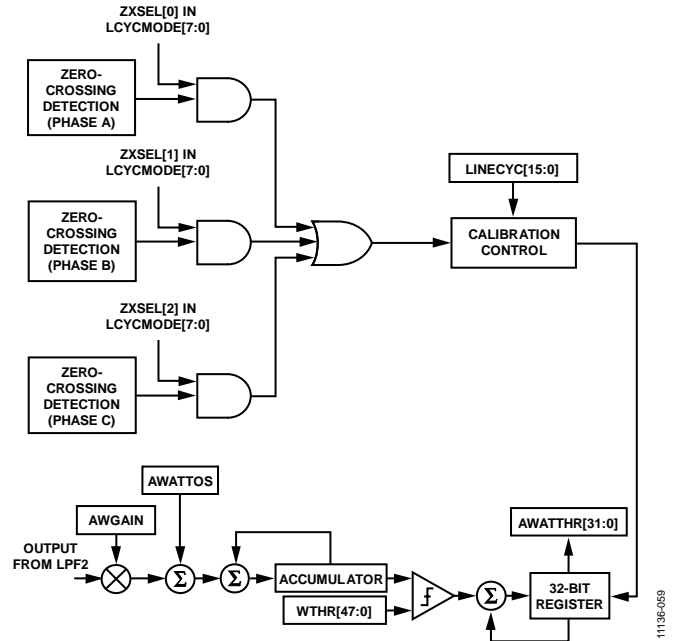 ZXSEL[0] IN
LCYCMODE[7:0]
ZERO-
CROSSING
DETECTION
(PHASE A)
ZXSEL[1] IN
LCYCMODE[7:0]
LINECYC[15:0]
ZERO-
CROSSING
DETECTION
(PHASE B)
CALIBRATION
CONTROL
ZXSEL[2] IN
LCYCMODE[7:0]
ZERO-
CROSSING
DETECTION
(PHASE C)
AWATTOS
AWGAIN
AWATTHR[31:0]
OUTPUT
FROM LPF2
Σ
Σ
ACCUMULATOR
WTHR[47:0]
Σ
32-BIT
REGISTER
11136-059